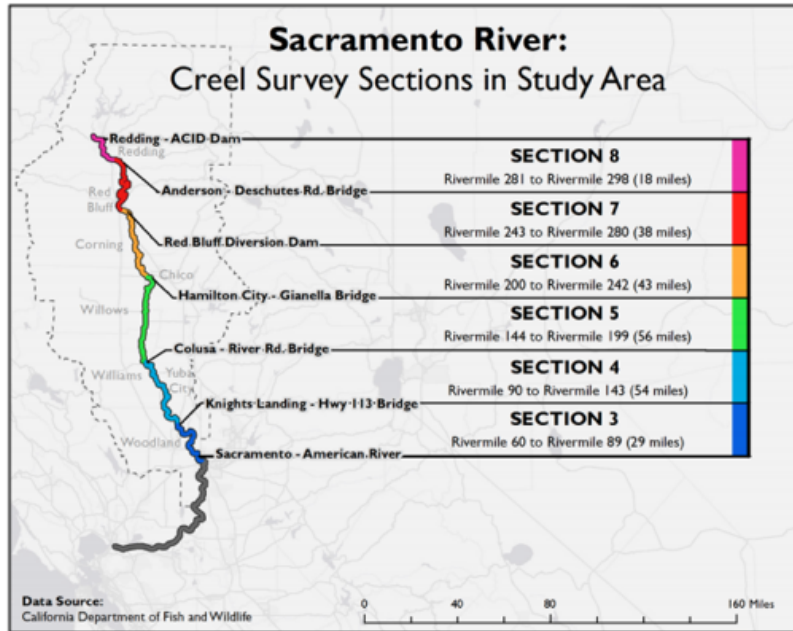 Sacramento River:
Creel Survey Sections in Study Area
Redding - ACID Dam
Redding
SECTION 8
Rivermile 281 to Rivermile 298 (18 miles)
Anderson - Deschutes Rd. Bridge
Red
Bluff
SECTION 7
Rivermile 243 to Rivermile 280 (38 miles)
Red Bluff Diversion Dam
Corning
SECTION 6
Rivermile 200 to Rivermile 242 (43 miles)
Chico
Hamilton City - Gianella Bridge
Willows
SECTION 5
Rivermile 144 to Rivermile 199 (56 miles)
Colusa - River Rd. Bridge
Williams
Yuba
City
SECTION 4
Rivermile 90 to Rivermile 143 (54 miles)
Knights Landing - Hwy 113 Bridge
Woodland
SECTION 3
Rivermile 60 to Rivermile 89 (29 miles)
Sacramento - American River
Data Source:
California Department of Fish and Wildlife
0 40 80 160 Miles